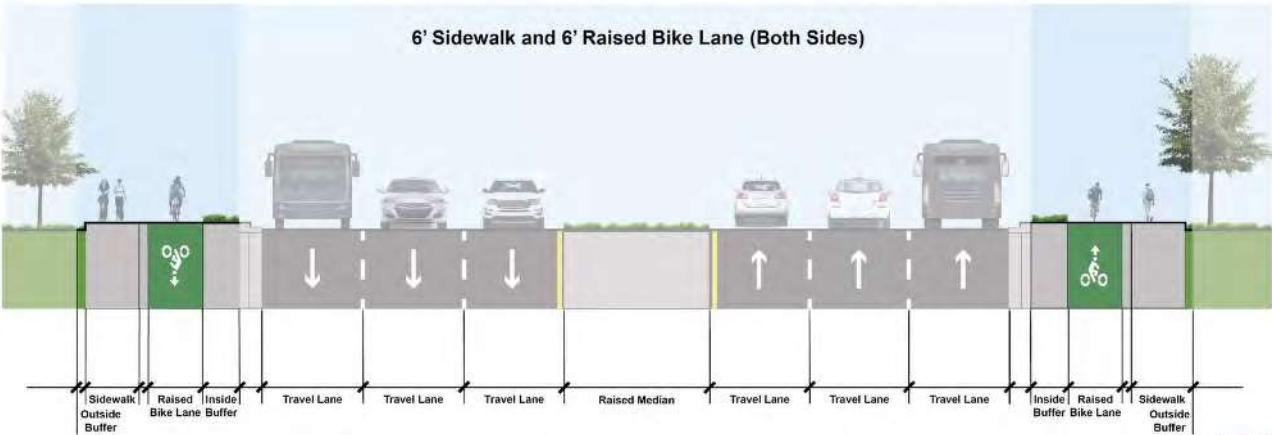 6' Sidewalk and 6' Raised Bike Lane (Both Sides)
Outside
Buffer
Sidewalk
Raised
Bike Lane
Inside
Buffer
Travel Lane
Travel Lane
Travel Lane
Raised Median
Travel Lane
Travel Lane
Travel Lane
Inside
Buffer
Raised
Bike Lane
Sidewalk
Outside
Buffer